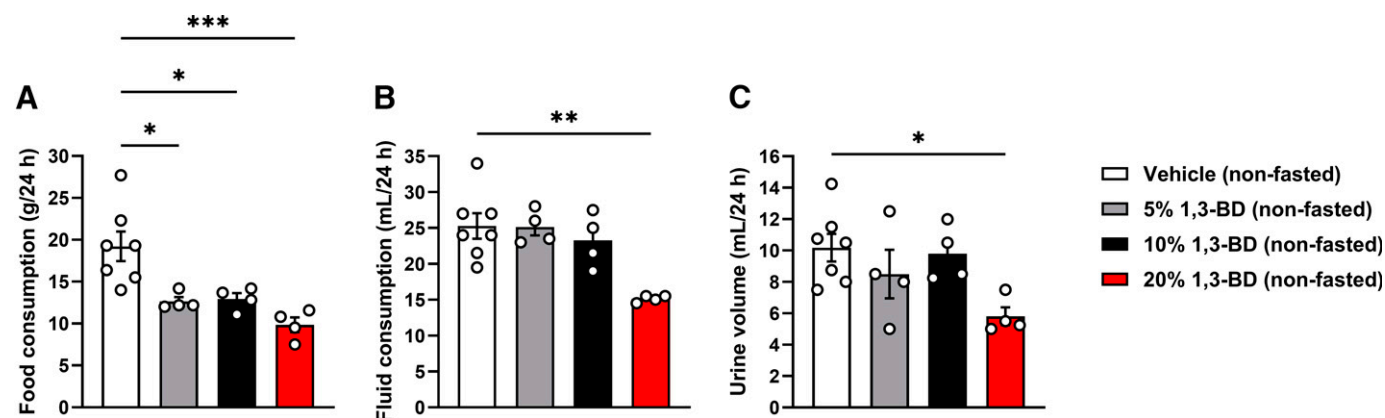 ***
*
*
A
Food consumption (g/24 h)
30
25
20
15
10
5
0
B
**
Fluid consumption (mL/24 h)
35
30
25
20
15
10
5
0
C
*
Urine volume (mL/24 h)
16
14
12
10
8
6
4
2
0
Vehicle (non-fasted)
5% 1,3-BD (non-fasted)
10% 1,3-BD (non-fasted)
20% 1,3-BD (non-fasted)